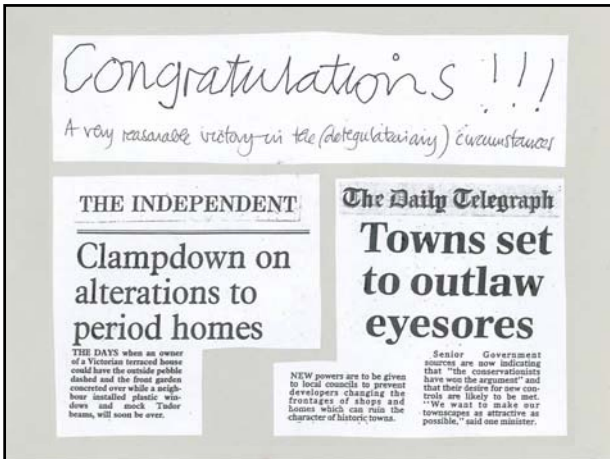 Congratulations !!!
A very reasonable victory in the (deregulationary) circumstances
THE INDEPENDENT
Clampdown on
alterations to
period homes
THE DAYS when an owner
of a Victorian terraced house
could have the outside pebble
dashed and the front garden
concreted over while a neigh-
bour installed plastic win-
dows and mock Tudor
beams, will soon be over.
The Daily Telegraph
Towns set
to outlaw
eyesores
NEW powers are to be given
to local councils to prevent
developers changing the
frontages of shops and
homes which can ruin the
character of historic towns.
Senior Government
sources are now indicating
that "the conservationists
have won the argument" and
that their desire for new con-
trols are likely to be met.
"We want to make our
townscapes as attractive as
possible," said one minister.